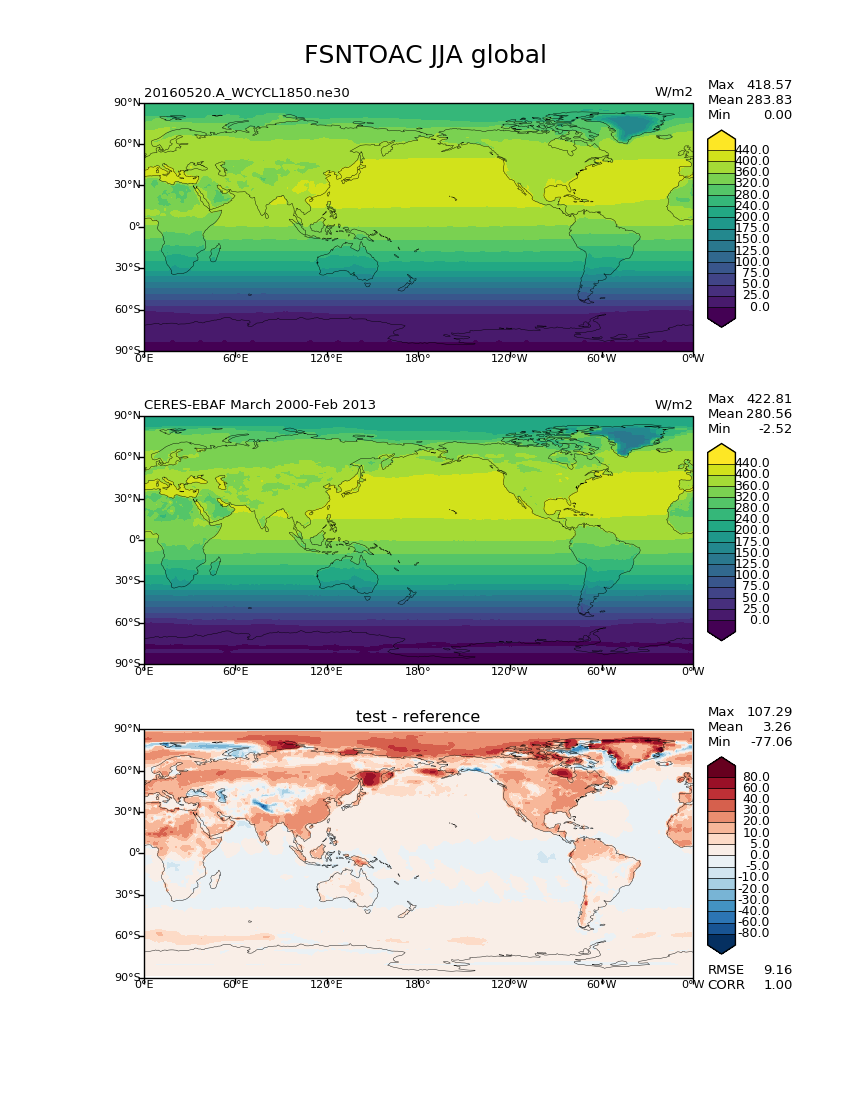 FSNTOAC JJA global
20160520.A_WCYCL1850.ne30 W/m2
Max 418.57
Mean 283.83
Min 0.00
90°N
60°N
30°N
0°
30°S
60°S
90°S
0°E 60°E 120°E 180° 120°W 60°W 0°W
440.0
400.0
360.0
320.0
280.0
240.0
200.0
175.0
150.0
125.0
100.0
75.0
50.0
25.0
0.0
CERES-EBAF March 2000-Feb 2013 W/m2
Max 422.81
Mean 280.56
Min -2.52
90°N
60°N
30°N
0°
30°S
60°S
90°S
0°E 60°E 120°E 180° 120°W 60°W 0°W
440.0
400.0
360.0
320.0
280.0
240.0
200.0
175.0
150.0
125.0
100.0
75.0
50.0
25.0
0.0
test - reference
Max 107.29
Mean 3.26
Min -77.06
90°N
60°N
30°N
0°
30°S
60°S
90°S
0°E 60°E 120°E 180° 120°W 60°W 0°W
80.0
60.0
40.0
30.0
20.0
10.0
5.0
0.0
-5.0
-10.0
-20.0
-30.0
-40.0
-60.0
-80.0
RMSE 9.16
CORR 1.00